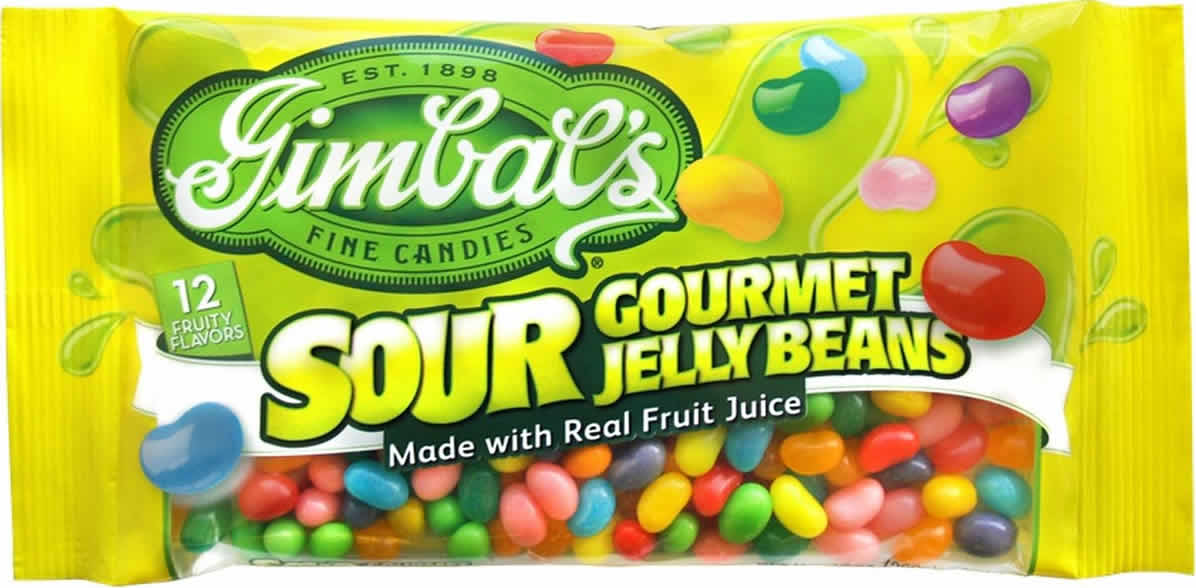 EST. 1898
Gimbal's
FINE CANDIES
®
12
FRUITY
FLAVORS
SOUR
GOURMET
JELLY BEANS
Made with Real Fruit Juice